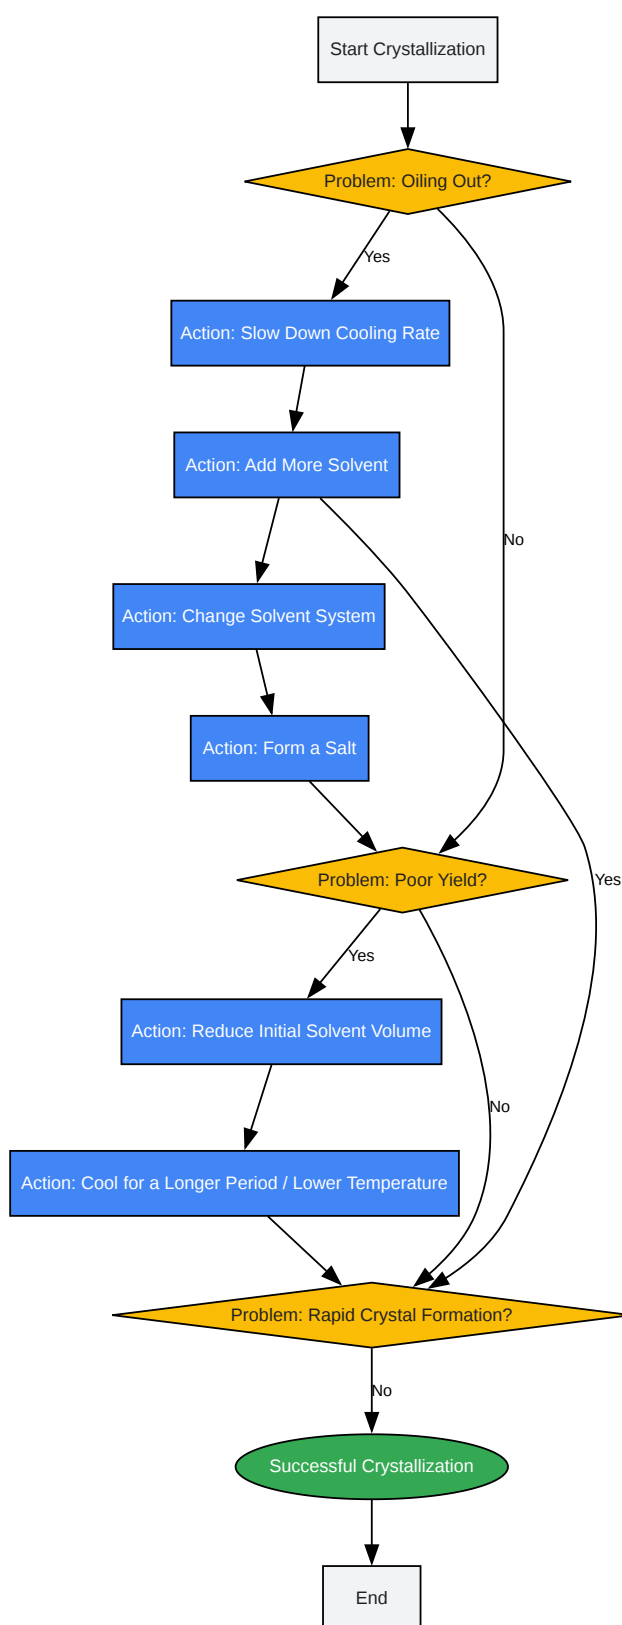 Start Crystallization
Problem: Oiling Out?
Yes
Action: Slow Down Cooling Rate
Action: Add More Solvent
No
Action: Change Solvent System
Action: Form a Salt
Problem: Poor Yield?
Yes
Yes
Action: Reduce Initial Solvent Volume
No
Action: Cool for a Longer Period / Lower Temperature
Problem: Rapid Crystal Formation?
No
Successful Crystallization
End